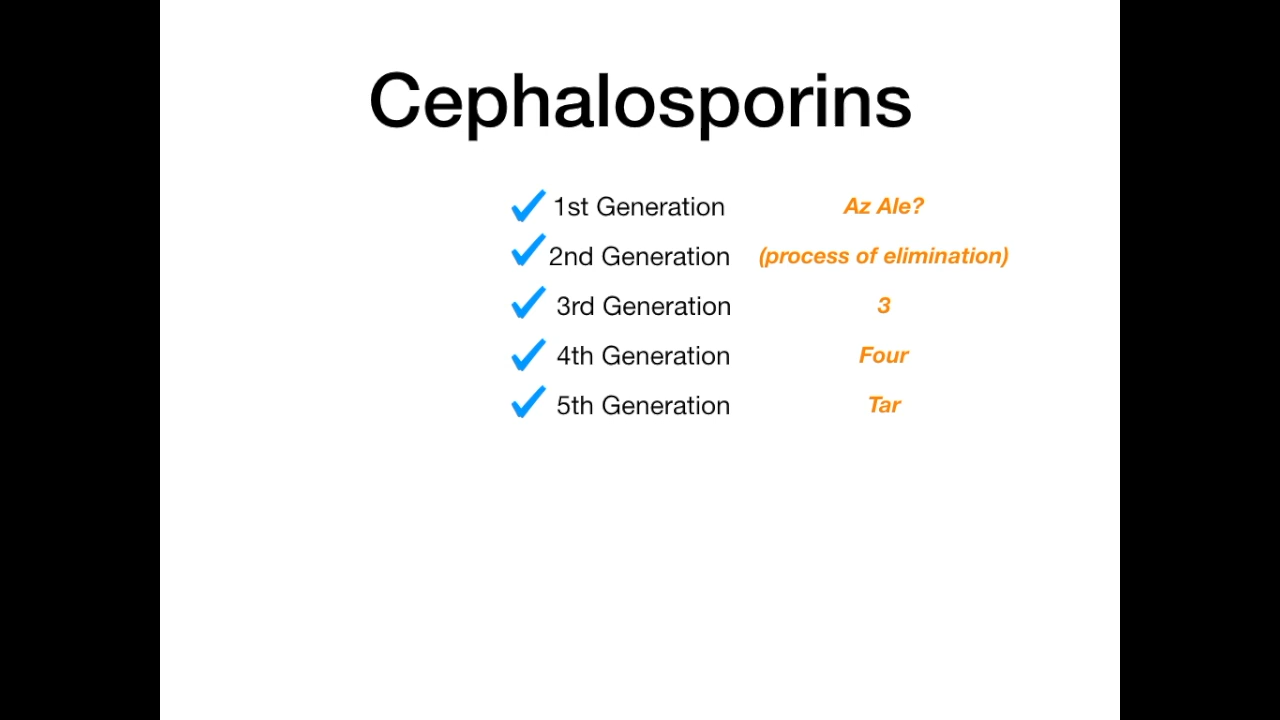 Cephalosporins
1st Generation Az Ale?
2nd Generation (process of elimination)
3rd Generation 3
4th Generation Four
5th Generation Tar